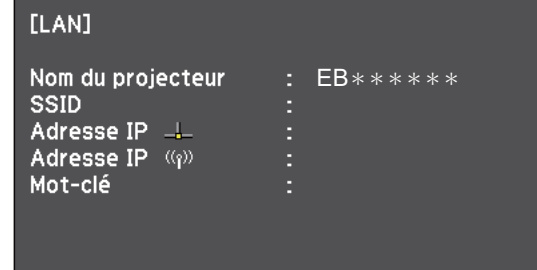 [LAN]
Nom du projecteur : EB∗∗∗∗∗∗
SSID :
Adresse IP :
Adresse IP :
Mot-clé :